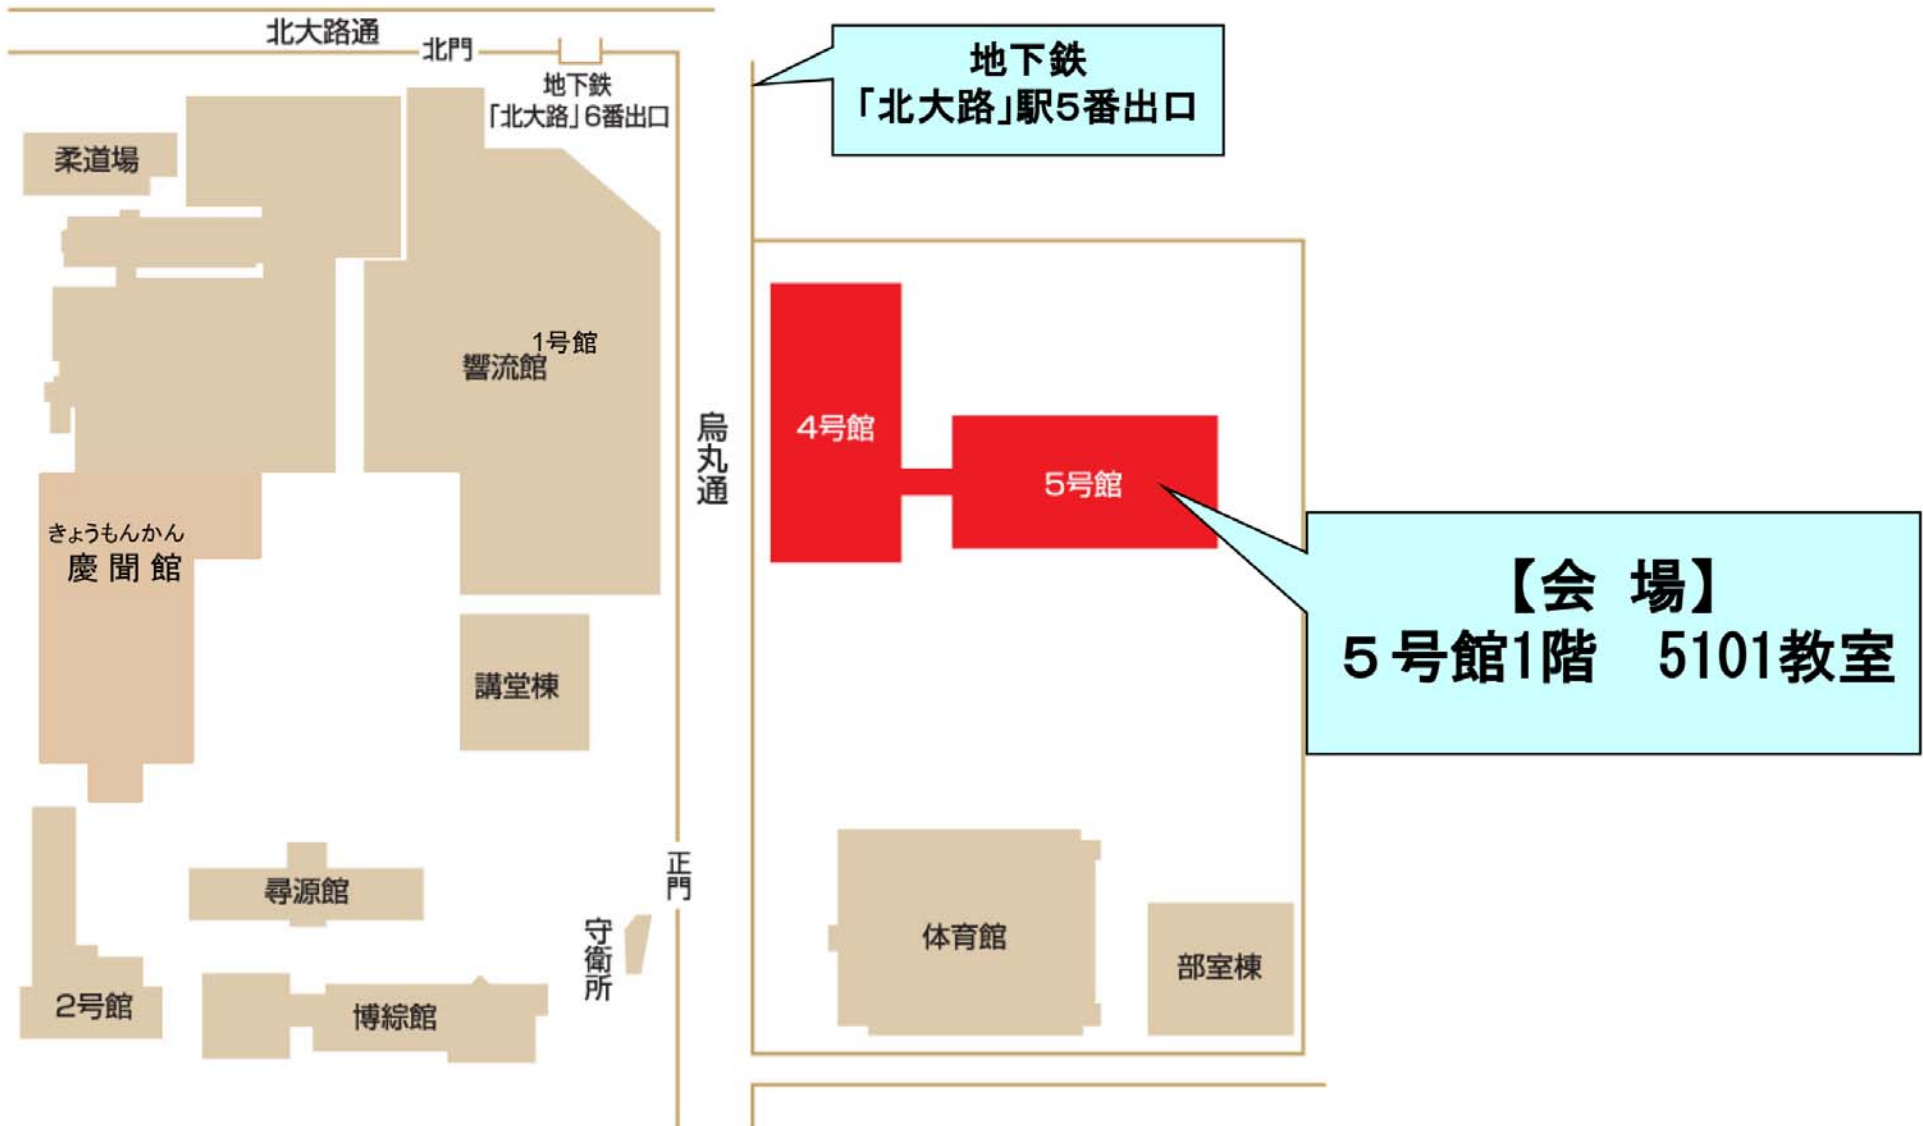 北大路通
北門
地下鉄
「北大路」6番出口
地下鉄
「北大路」駅5番出口
柔道場
1号館
響流館
烏丸通
4号館
5号館
きょうもんかん
慶聞館
【会 場】
5号館1階 5101教室
講堂棟
正門
尋源館
守衛所
体育館
部室棟
2号館
博綜館